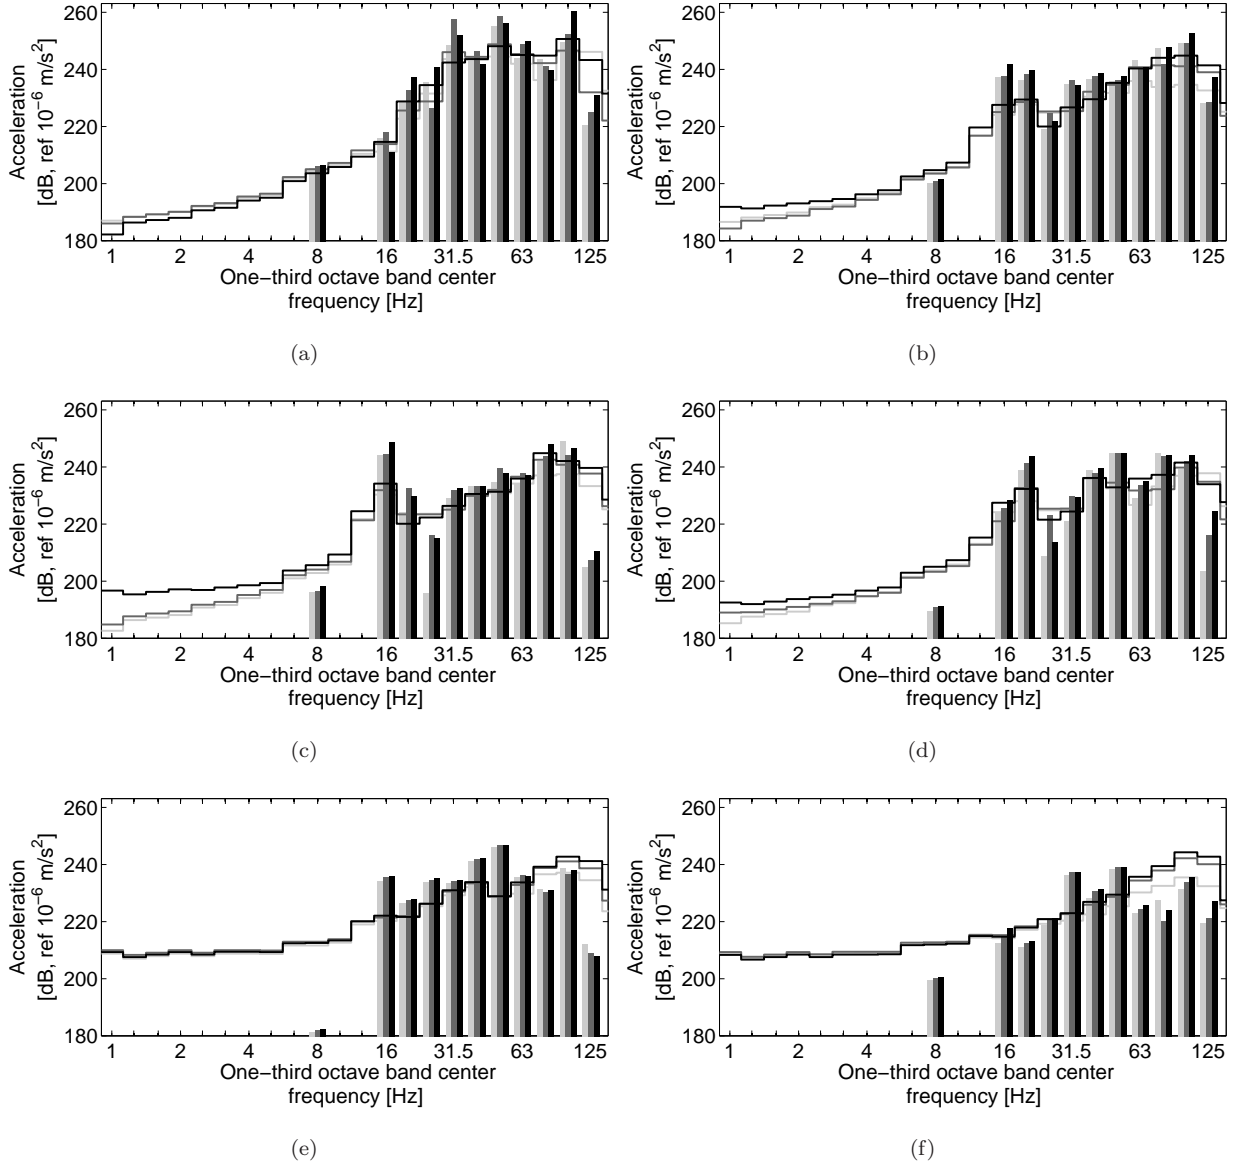 260
240
220
200
180
Acceleration
[dB, ref 10⁻⁶ m/s²]
1 2 4 8 16 31.5 63 125
One−third octave band center
frequency [Hz]
(a)
260
240
220
200
180
Acceleration
[dB, ref 10⁻⁶ m/s²]
1 2 4 8 16 31.5 63 125
One−third octave band center
frequency [Hz]
(b)
260
240
220
200
180
Acceleration
[dB, ref 10⁻⁶ m/s²]
1 2 4 8 16 31.5 63 125
One−third octave band center
frequency [Hz]
(c)
260
240
220
200
180
Acceleration
[dB, ref 10⁻⁶ m/s²]
1 2 4 8 16 31.5 63 125
One−third octave band center
frequency [Hz]
(d)
260
240
220
200
180
Acceleration
[dB, ref 10⁻⁶ m/s²]
1 2 4 8 16 31.5 63 125
One−third octave band center
frequency [Hz]
(e)
260
240
220
200
180
Acceleration
[dB, ref 10⁻⁶ m/s²]
1 2 4 8 16 31.5 63 125
One−third octave band center
frequency [Hz]
(f)